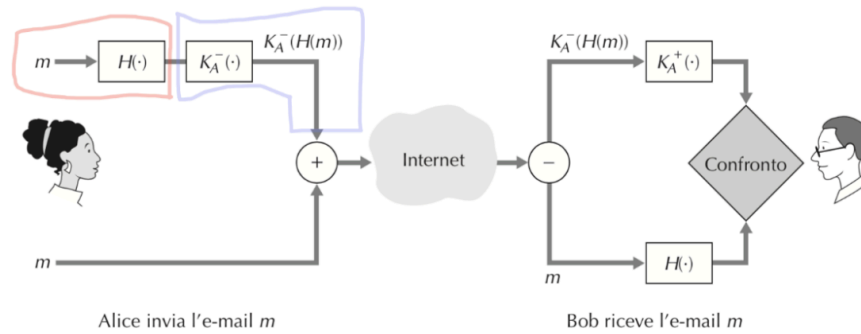 K_A^-(H(m))
m
H(·)
K_A^-(·)
+
m
Internet
K_A^-(H(m))
K_A^+(·)
−
Confronto
m
H(·)
Alice invia l'e-mail m
Bob riceve l'e-mail m